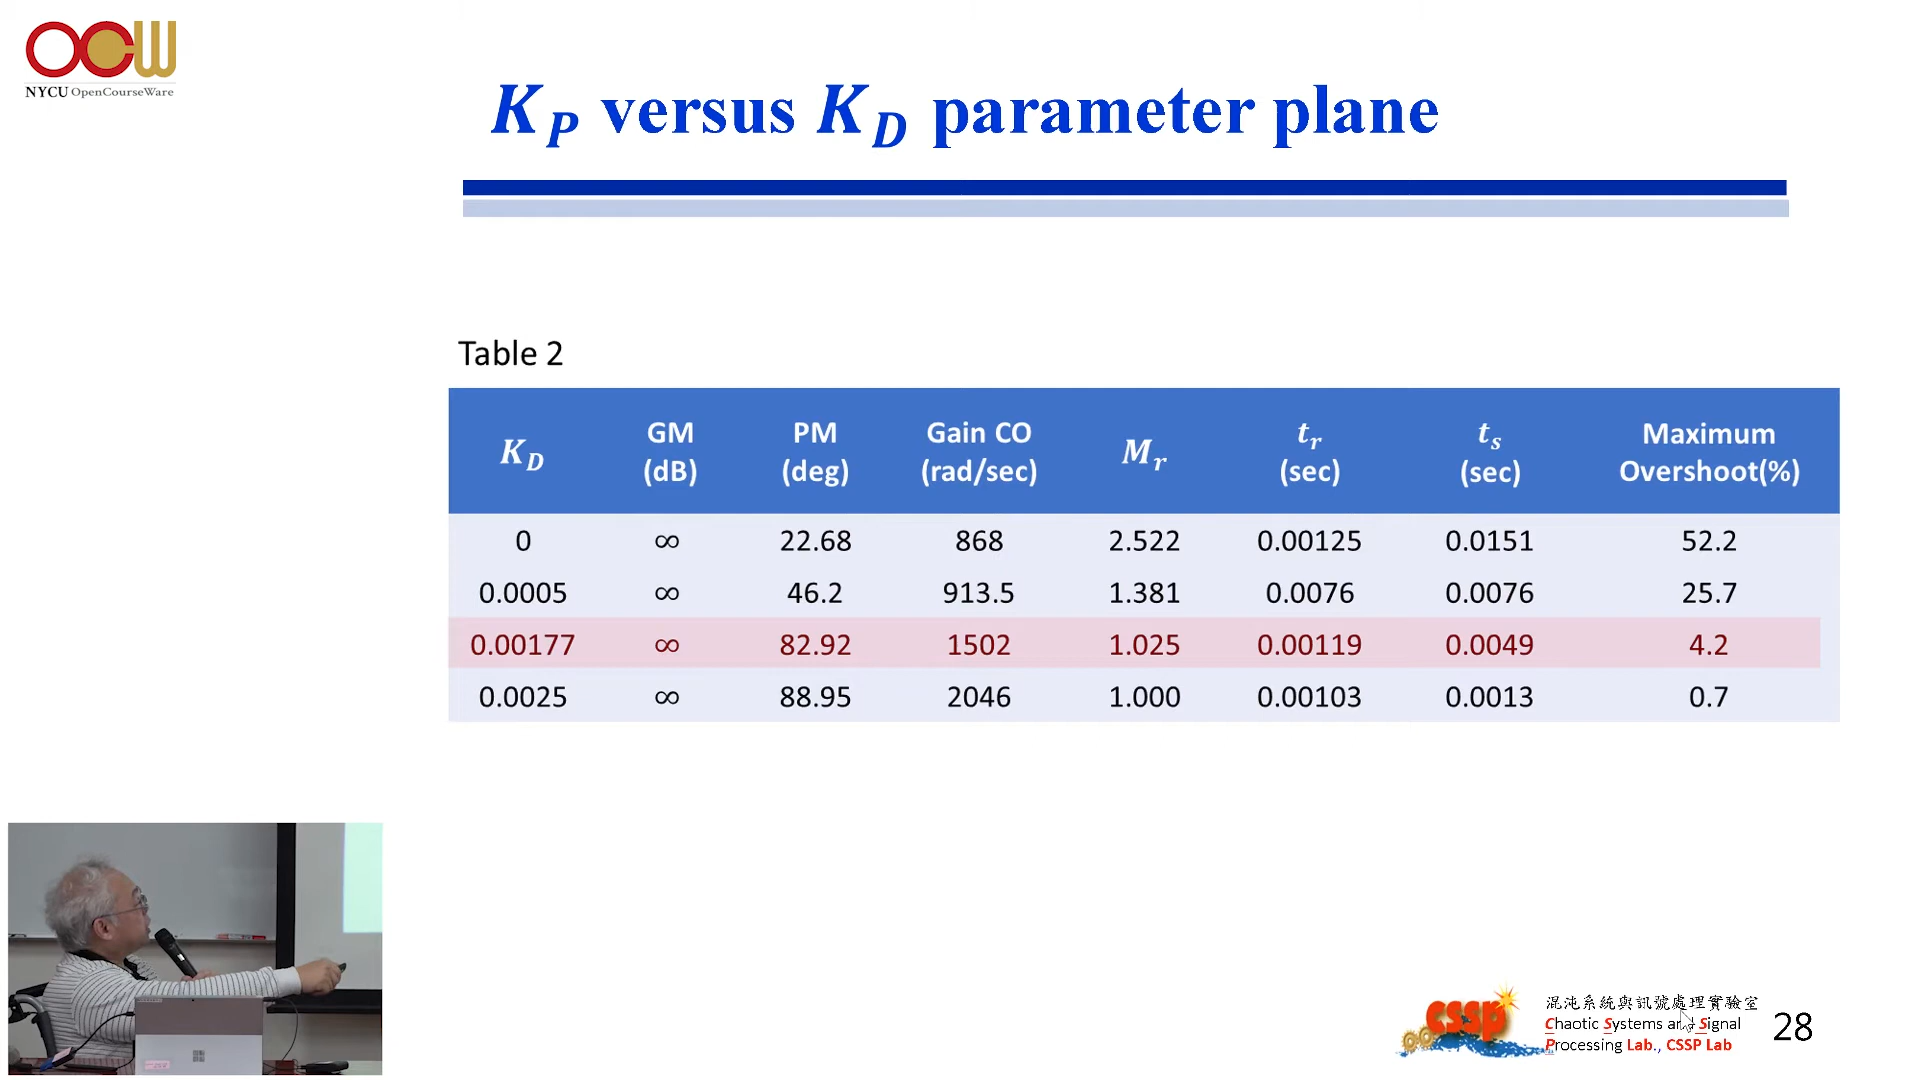 OCW
NYCU OpenCourseWare
K_P versus K_D parameter plane
Table 2
K_D GM (dB) PM (deg) Gain CO (rad/sec) M_r t_r (sec) t_s (sec) Maximum Overshoot(%)
0 ∞ 22.68 868 2.522 0.00125 0.0151 52.2
0.0005 ∞ 46.2 913.5 1.381 0.0076 0.0076 25.7
0.00177 ∞ 82.92 1502 1.025 0.00119 0.0049 4.2
0.0025 ∞ 88.95 2046 1.000 0.00103 0.0013 0.7
CSSP
混沌系統與訊號處理實驗室
Chaotic Systems and Signal
Processing Lab., CSSP Lab
28